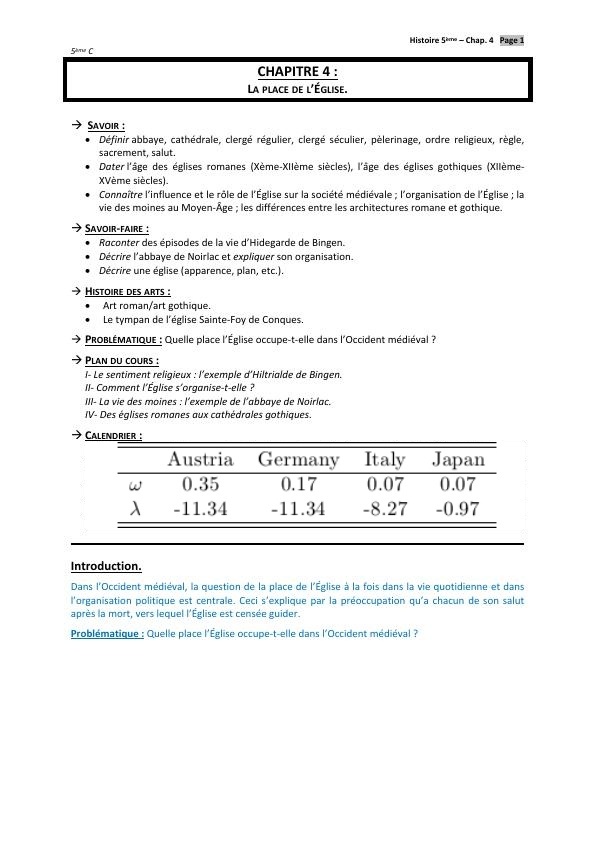 Histoire 5ème – Chap. 4 Page 1
5ème C
CHAPITRE 4 :
LA PLACE DE L'ÉGLISE.
→ SAVOIR :
• Définir abbaye, cathédrale, clergé régulier, clergé séculier, pèlerinage, ordre religieux, règle,
sacrement, salut.
• Dater l'âge des églises romanes (Xème-XIIème siècles), l'âge des églises gothiques (XIIème-
XVème siècles).
• Connaître l'influence et le rôle de l'Église sur la société médiévale ; l'organisation de l'Église ; la
vie des moines au Moyen-Âge ; les différences entre les architectures romane et gothique.
→ SAVOIR-FAIRE :
• Raconter des épisodes de la vie d'Hidegarde de Bingen.
• Décrire l'abbaye de Noirlac et expliquer son organisation.
• Décrire une église (apparence, plan, etc.).
→ HISTOIRE DES ARTS :
• Art roman/art gothique.
• Le tympan de l'église Sainte-Foy de Conques.
→ PROBLÉMATIQUE : Quelle place l'Église occupe-t-elle dans l'Occident médiéval ?
→ PLAN DU COURS :
I- Le sentiment religieux : l'exemple d'Hiltrialde de Bingen.
II- Comment l'Église s'organise-t-elle ?
III- La vie des moines : l'exemple de l'abbaye de Noirlac.
IV- Des églises romanes aux cathédrales gothiques.
→ CALENDRIER :
Austria Germany Italy Japan
ω 0.35 0.17 0.07 0.07
λ -11.34 -11.34 -8.27 -0.97
Introduction.
Dans l'Occident médiéval, la question de la place de l'Église à la fois dans la vie quotidienne et dans
l'organisation politique est centrale. Ceci s'explique par la préoccupation qu'a chacun de son salut
après la mort, vers lequel l'Église est censée guider.
Problématique : Quelle place l'Église occupe-t-elle dans l'Occident médiéval ?